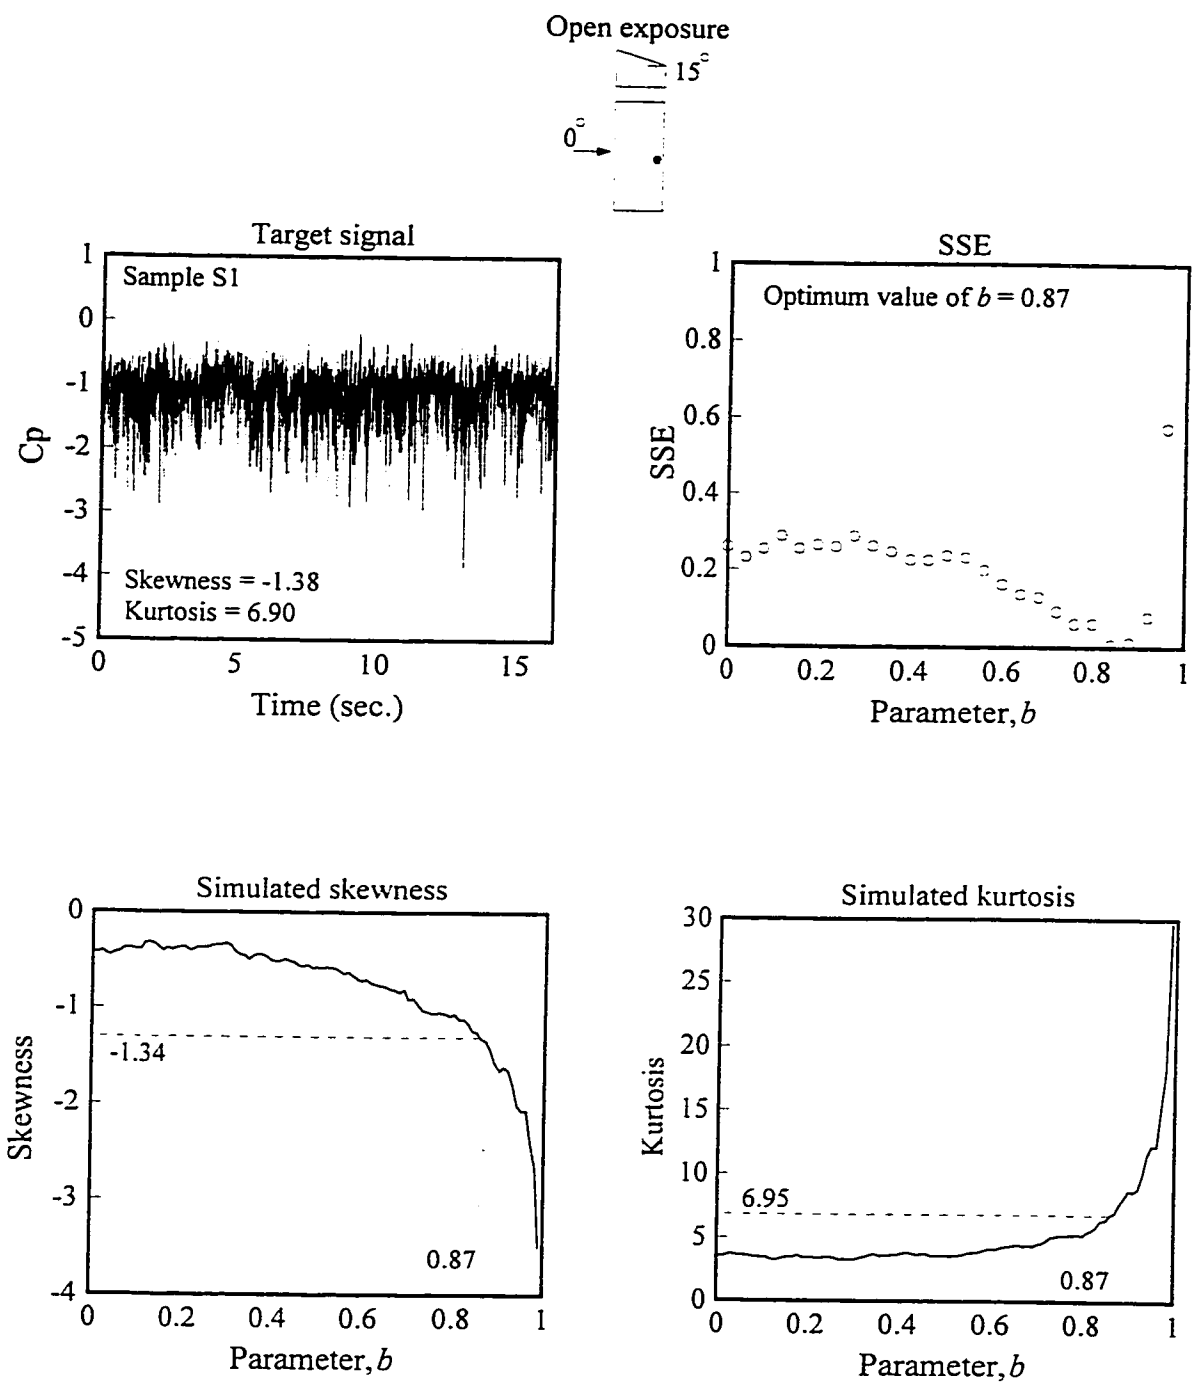 Open exposure
15°
0°
Target signal
1
0
-1
-2
-3
-4
-5
Cp
Sample S1
Skewness = -1.38
Kurtosis = 6.90
0 5 10 15
Time (sec.)
SSE
1
0.8
0.6
0.4
0.2
0
SSE
Optimum value of b = 0.87
0 0.2 0.4 0.6 0.8 1
Parameter, b
Simulated skewness
0
-1
-2
-3
-4
Skewness
-1.34
0.87
0 0.2 0.4 0.6 0.8 1
Parameter, b
Simulated kurtosis
30
25
20
15
10
5
0
Kurtosis
6.95
0.87
0 0.2 0.4 0.6 0.8 1
Parameter, b